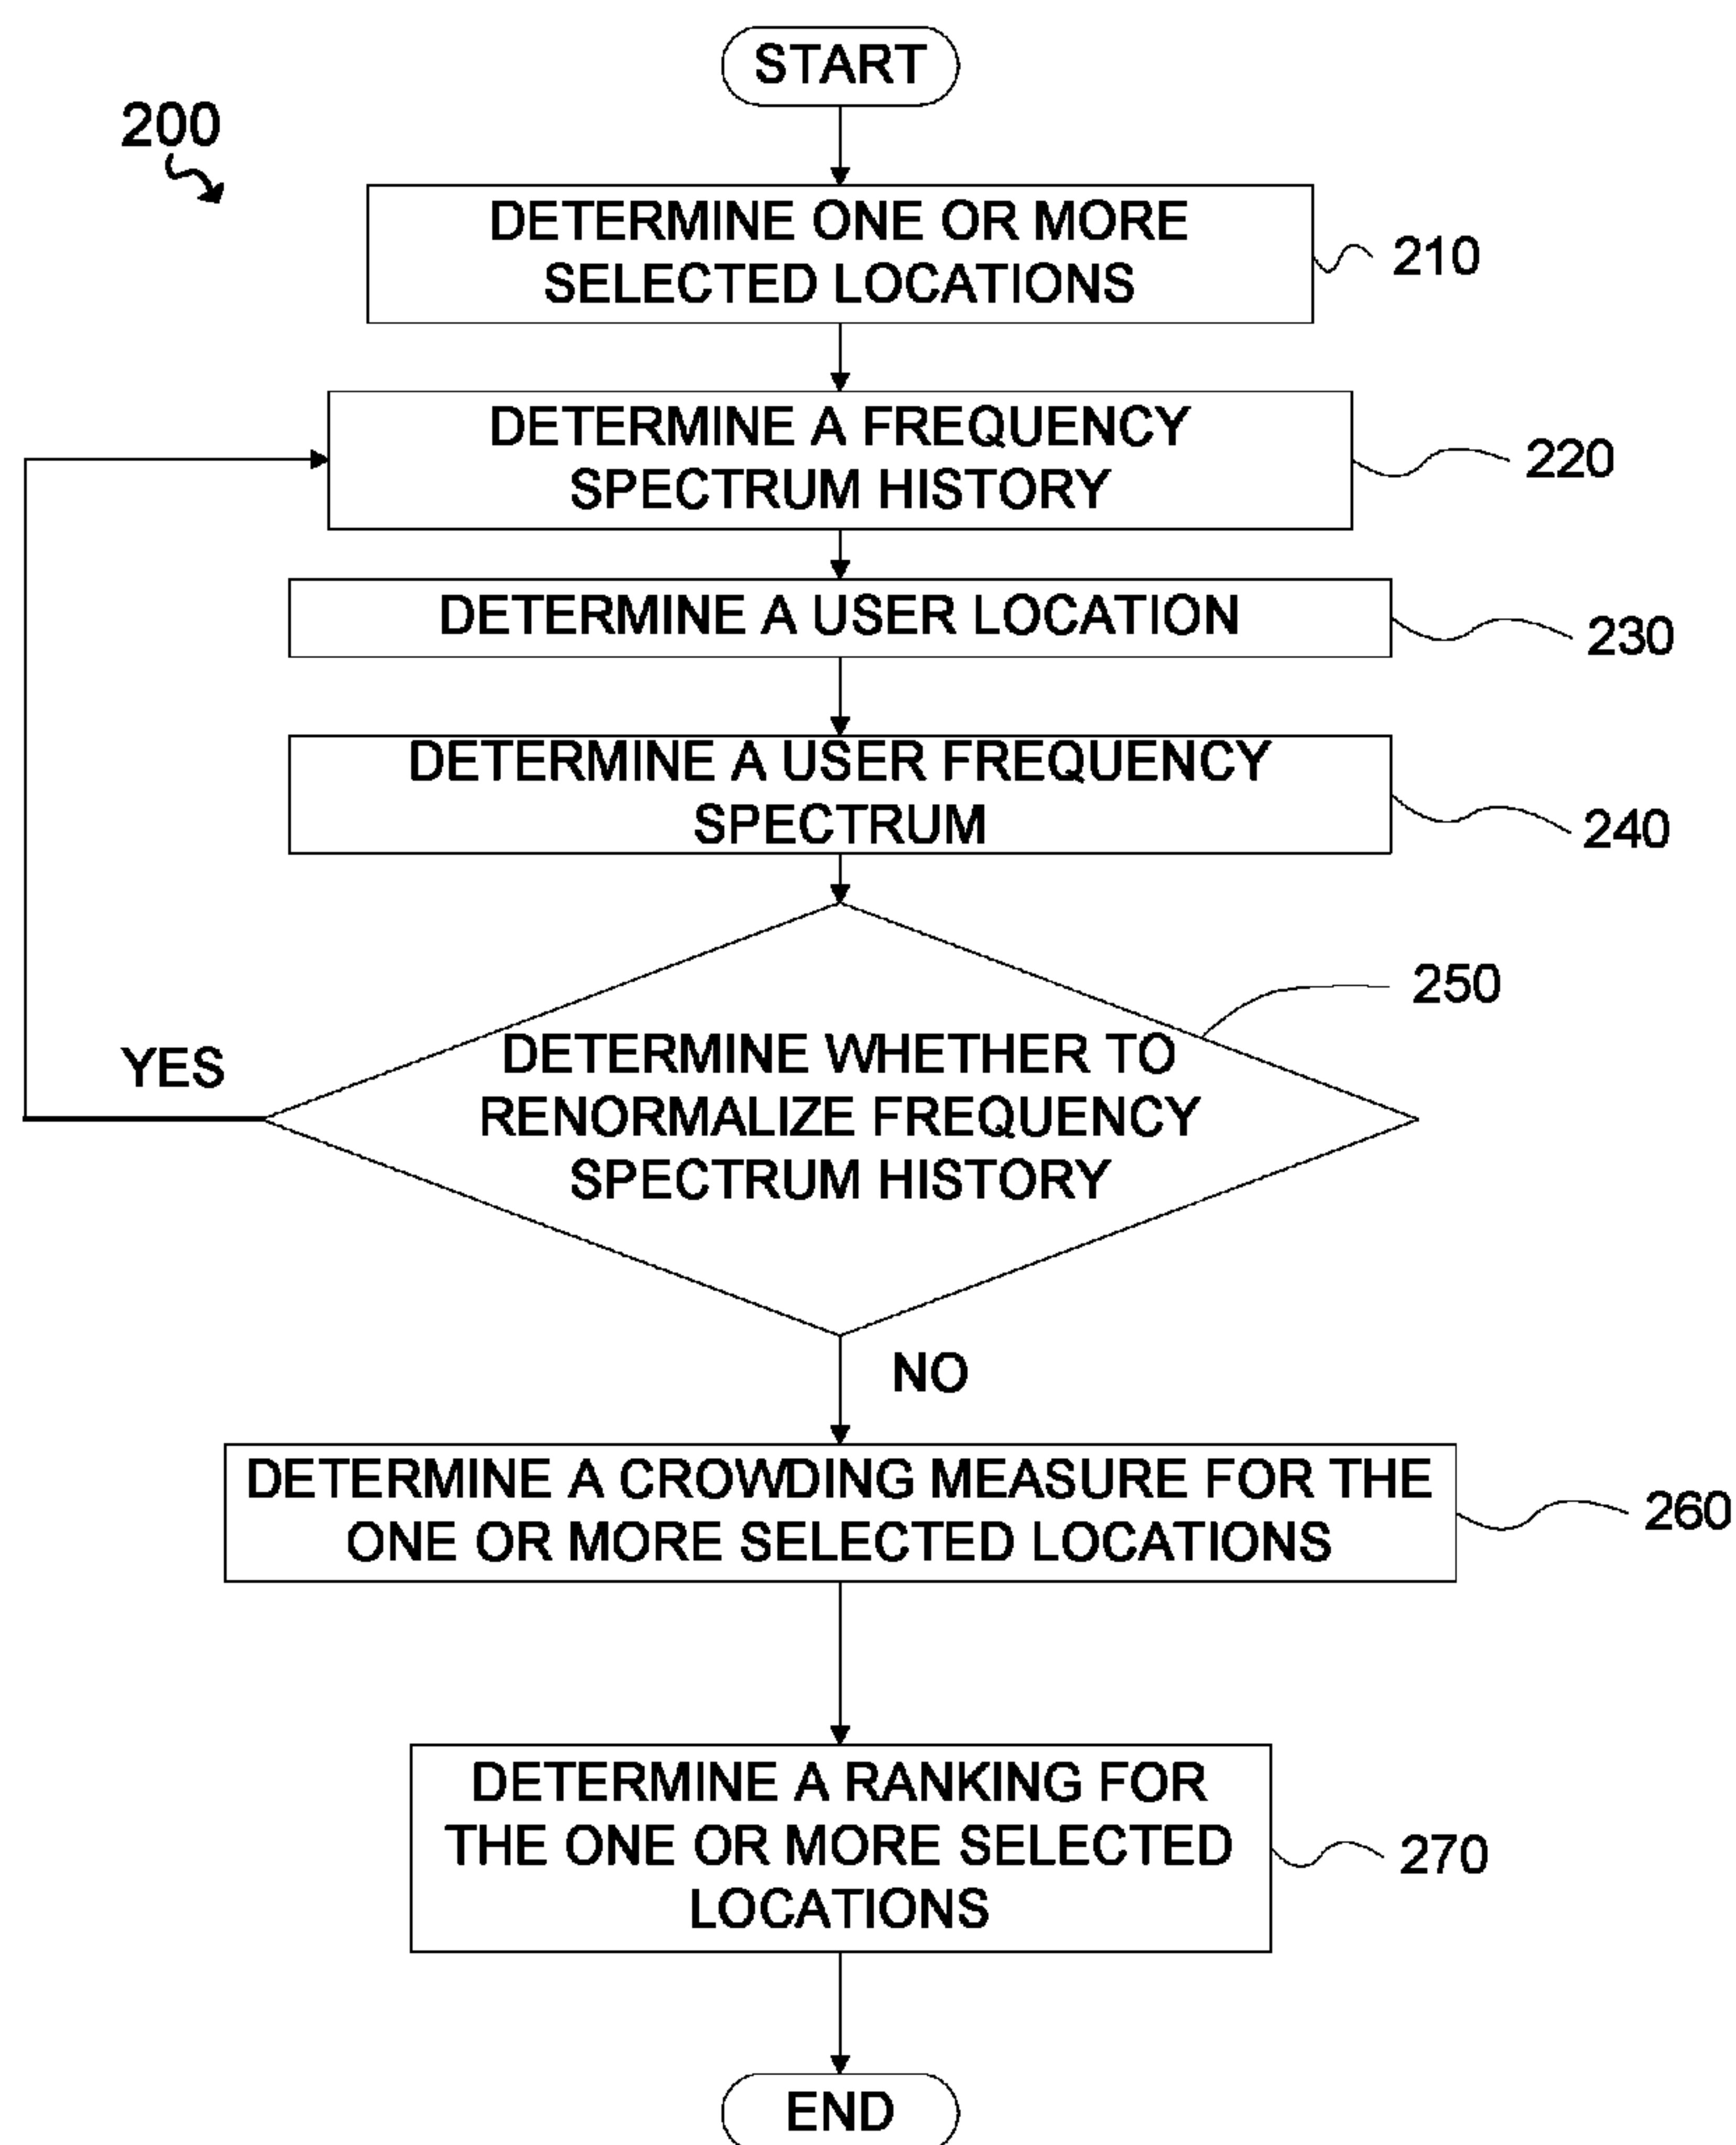 START
200
DETERMINE ONE OR MORE
SELECTED LOCATIONS
210
DETERMINE A FREQUENCY
SPECTRUM HISTORY
220
DETERMINE A USER LOCATION
230
DETERMINE A USER FREQUENCY
SPECTRUM
240
250
YES
DETERMINE WHETHER TO
RENORMALIZE FREQUENCY
SPECTRUM HISTORY
NO
DETERMINE A CROWDING MEASURE FOR THE
ONE OR MORE SELECTED LOCATIONS
260
DETERMINE A RANKING FOR
THE ONE OR MORE SELECTED
LOCATIONS
270
END